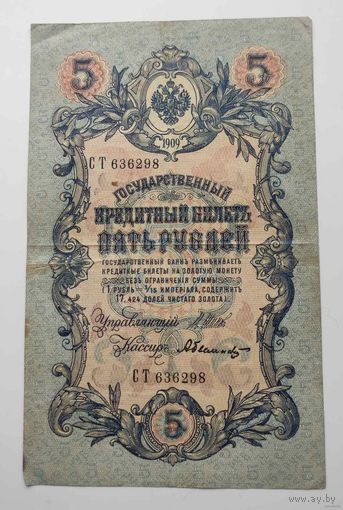 5 5
1909
СТ 636298
ГОСУДАРСТВЕННЫЙ
КРЕДИТНЫЙ БИЛЕТЪ
ПЯТЬ РУБЛЕЙ
ГОСУДАРСТВЕННЫЙ БАНКЪ РАЗМѢНИВАЕТЪ
КРЕДИТНЫЕ БИЛЕТЫ НА ЗОЛОТУЮ МОНЕТУ
БЕЗЪ ОГРАНИЧЕНІЯ СУММЫ
(1 РУБЛЬ = 1/15 ИМПЕРІАЛА, СОДЕРЖИТЪ
17,424 ДОЛЕЙ ЧИСТАГО ЗОЛОТА).
Управляющій
Кассиръ
СТ 636298
5
www.ay.by